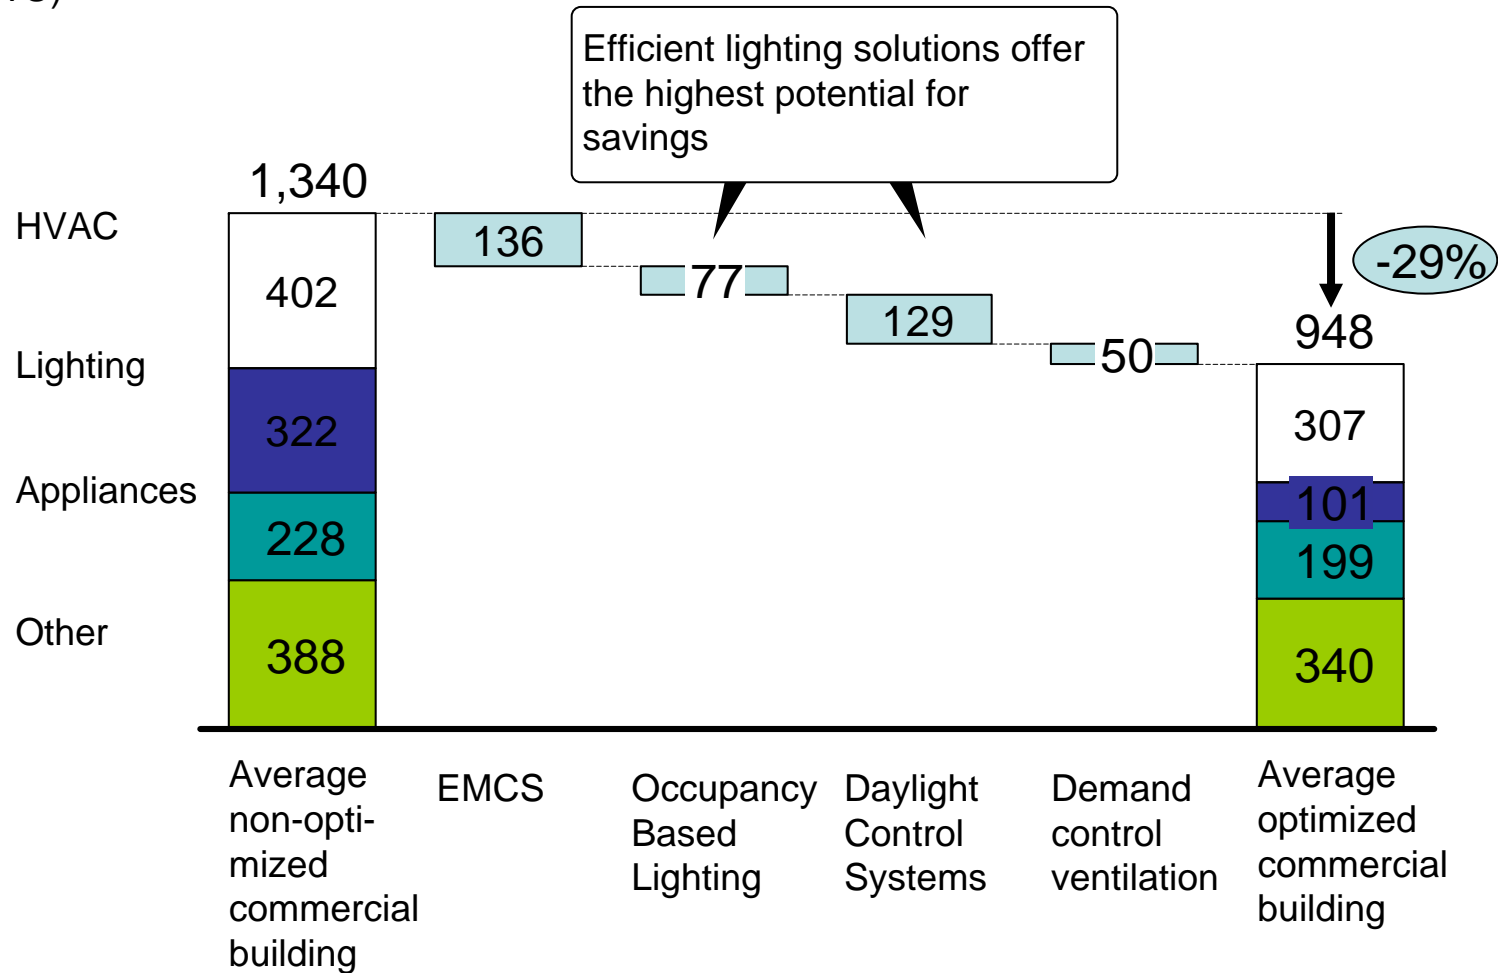 Efficient lighting solutions offer
the highest potential for
savings
1,340
HVAC
136
-29%
402
77
129
948
Lighting
50
322
307
Appliances
101
228
199
Other
388
340
Average
non-opti-
mized
commercial
building
EMCS
Occupancy
Based
Lighting
Daylight
Control
Systems
Demand
control
ventilation
Average
optimized
commercial
building